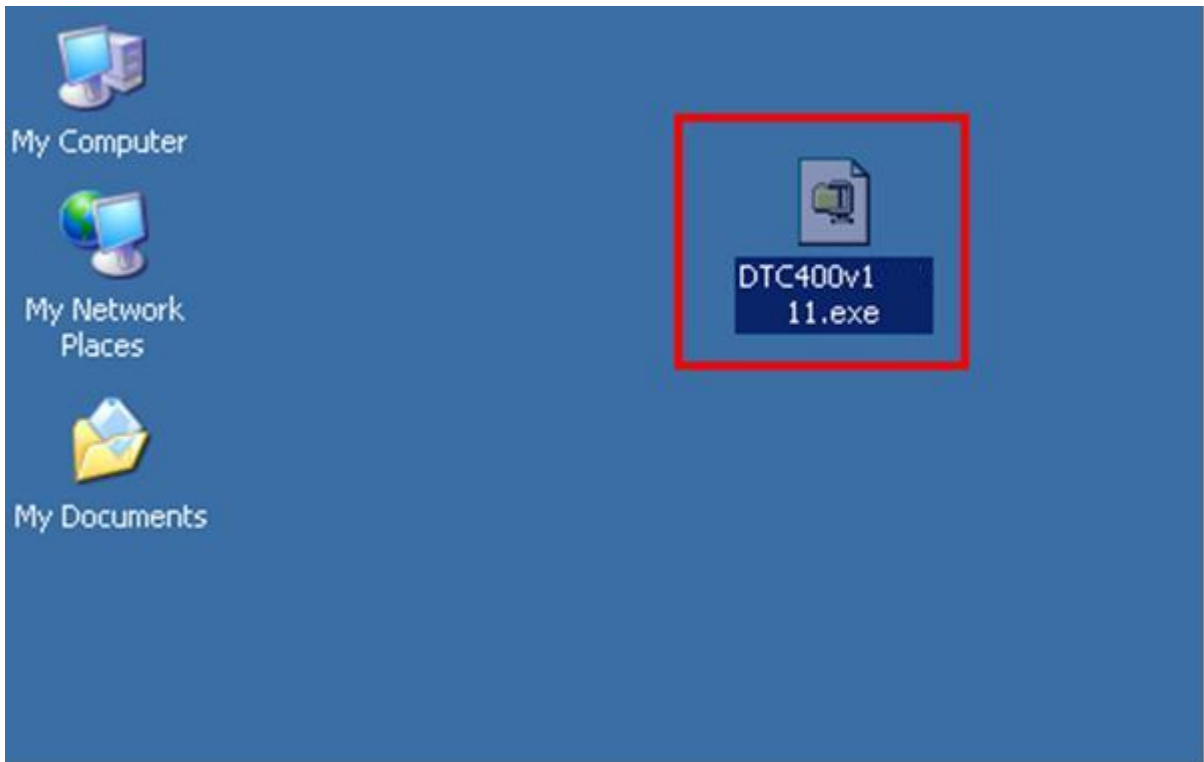 My Computer
My Network
Places
My Documents
DTC400v1
11.exe